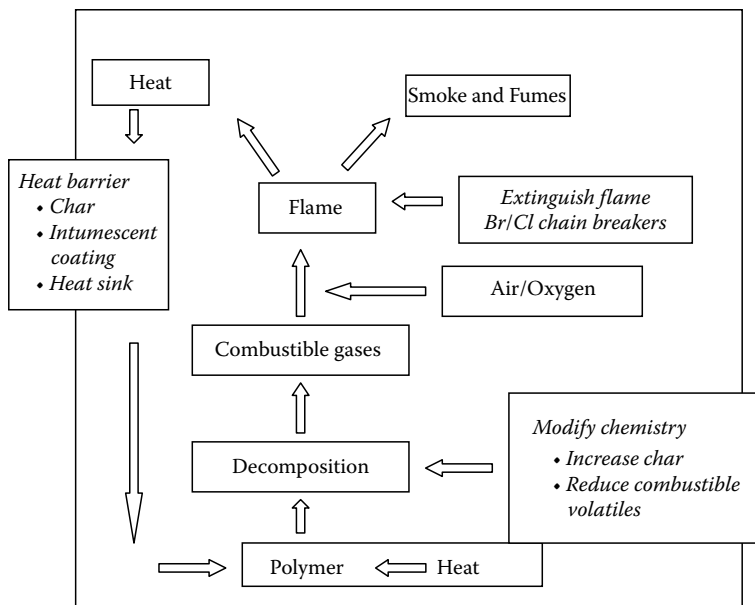 Heat
Smoke and Fumes
Heat barrier
• Char
• Intumescent
coating
• Heat sink
Flame
Extinguish flame
Br/Cl chain breakers
Air/Oxygen
Combustible gases
Modify chemistry
• Increase char
• Reduce combustible
volatiles
Decomposition
Polymer
Heat